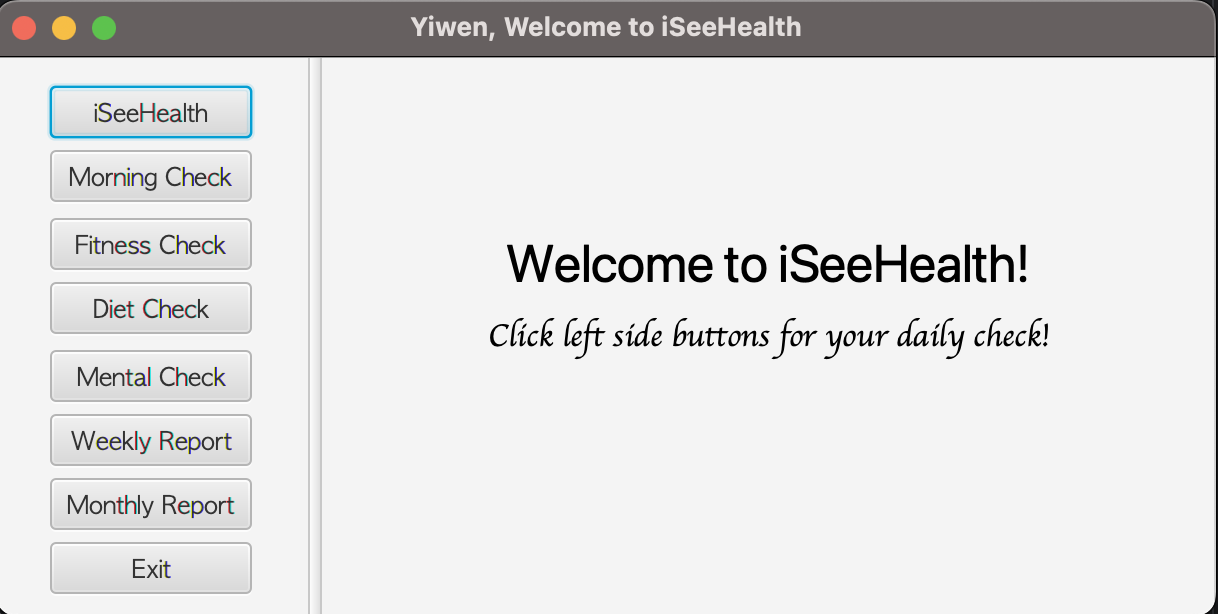 Yiwen, Welcome to iSeeHealth
iSeeHealth
Morning Check
Fitness Check
Diet Check
Mental Check
Weekly Report
Monthly Report
Exit
Welcome to iSeeHealth!
Click left side buttons for your daily check!